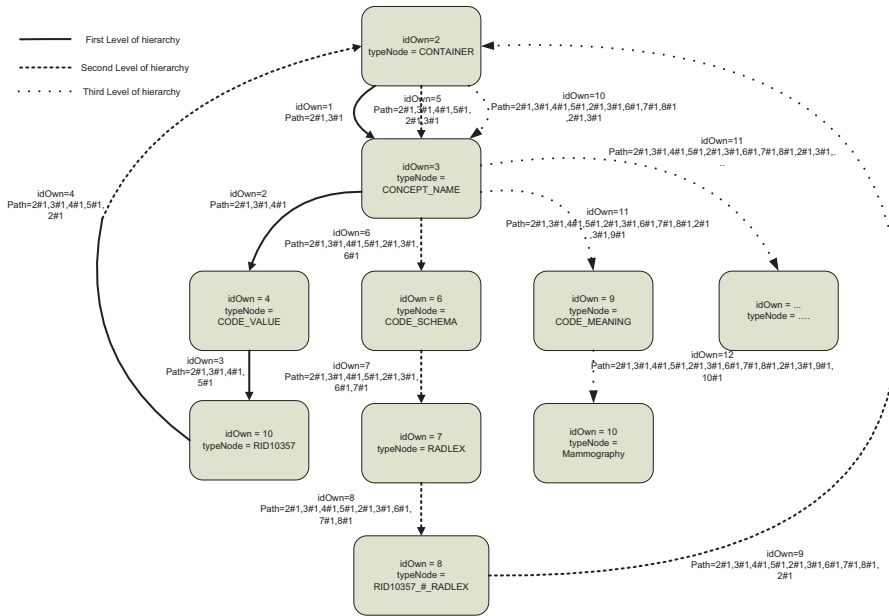 First Level of hierarchy
Second Level of hierarchy
Third Level of hierarchy
idOwn=2
typeNode = CONTAINER
idOwn=1
Path=2#1,3#1
idOwn=5
Path=2#1,3#1,4#1,5#1,
2#1,3#1
idOwn=10
Path=2#1,3#1,4#1,5#1,2#1,3#1,6#1,7#1,8#1
,2#1,3#1
idOwn=11
Path=2#1,3#1,4#1,5#1,2#1,3#1,6#1,7#1,8#1,2#1,3#1,.
..
idOwn=3
typeNode =
CONCEPT_NAME
idOwn=4
Path=2#1,3#1,4#1,5#1,
2#1
idOwn=2
Path=2#1,3#1,4#1
idOwn=6
Path=2#1,3#1,4#1,5#1,2#1,3#1,
6#1
idOwn=11
Path=2#1,3#1,4#1,5#1,2#1,3#1,6#1,7#1,8#1,2#1
,3#1,9#1
idOwn = 4
typeNode =
CODE_VALUE
idOwn = 6
typeNode =
CODE_SCHEMA
idOwn = 9
typeNode =
CODE_MEANING
idOwn = ...
typeNode = ....
idOwn=3
Path=2#1,3#1,4#1,
5#1
idOwn=7
Path=2#1,3#1,4#1,5#1,2#1,3#1,
6#1,7#1
idOwn=12
Path=2#1,3#1,4#1,5#1,2#1,3#1,6#1,7#1,8#1,2#1,3#1,9#1,
10#1
idOwn = 10
typeNode = RID10357
idOwn = 7
typeNode = RADLEX
idOwn = 10
typeNode =
Mammography
idOwn=8
Path=2#1,3#1,4#1,5#1,2#1,3#1,6#1,
7#1,8#1
idOwn = 8
typeNode =
RID10357_#_RADLEX
idOwn=9
Path=2#1,3#1,4#1,5#1,2#1,3#1,6#1,7#1,8#1,
2#1